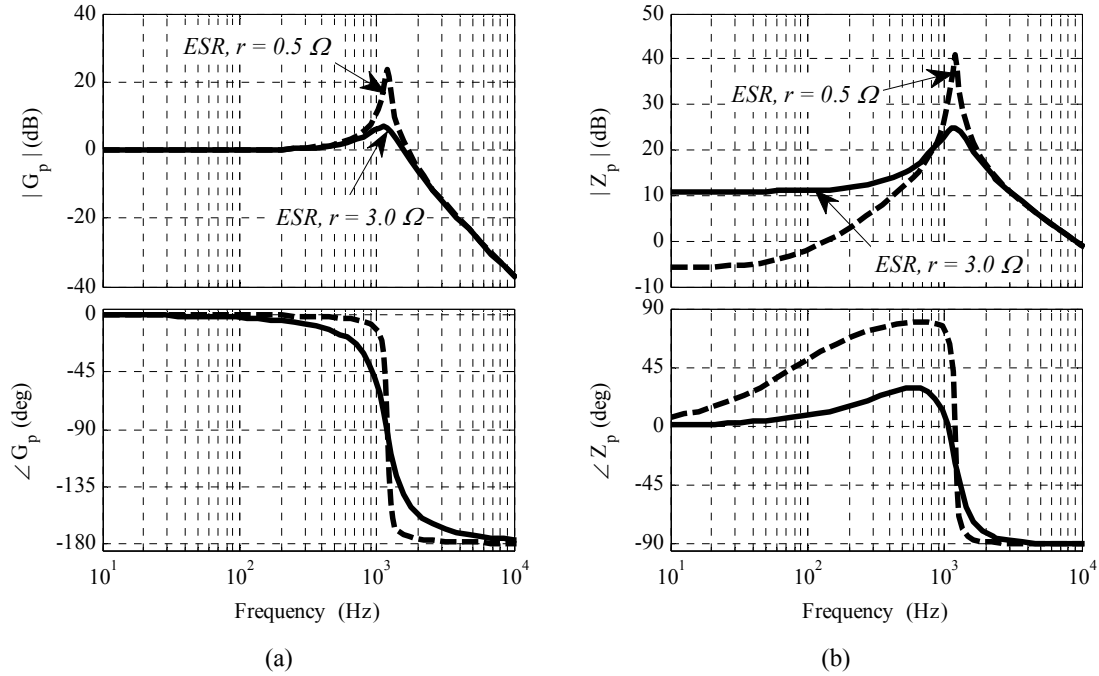 40
20
0
-20
-40
| G_p | (dB)
ESR, r = 0.5 Ω
ESR, r = 3.0 Ω
0
-45
-90
-135
-180
∠ G_p (deg)
10^1
10^2
10^3
10^4
Frequency (Hz)
(a)
50
40
30
20
10
0
-10
| Z_p | (dB)
ESR, r = 0.5 Ω
ESR, r = 3.0 Ω
90
45
0
-45
-90
∠ Z_p (deg)
10^1
10^2
10^3
10^4
Frequency (Hz)
(b)